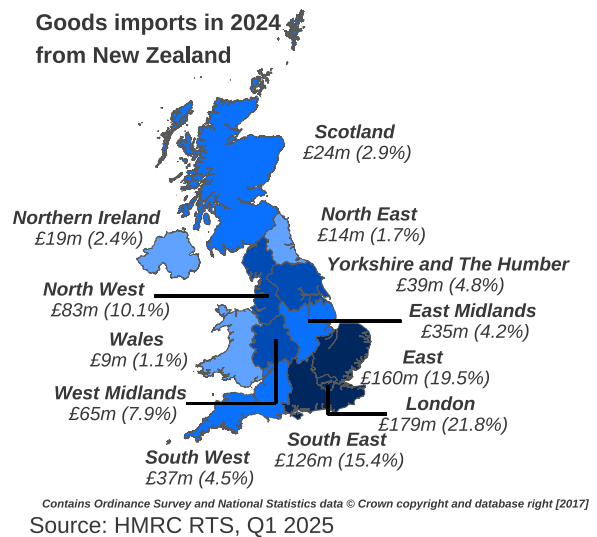 Goods imports in 2024
from New Zealand
Scotland
£24m (2.9%)
Northern Ireland
£19m (2.4%)
North East
£14m (1.7%)
Yorkshire and The Humber
£39m (4.8%)
North West
£83m (10.1%)
East Midlands
£35m (4.2%)
Wales
£9m (1.1%)
East
£160m (19.5%)
West Midlands
£65m (7.9%)
London
£179m (21.8%)
South East
£126m (15.4%)
South West
£37m (4.5%)
Contains Ordinance Survey and National Statistics data © Crown copyright and database right [2017]
Source: HMRC RTS, Q1 2025